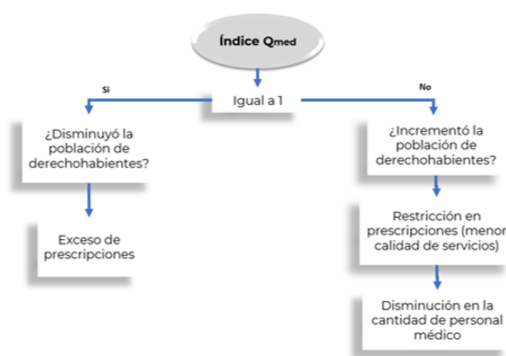 Índice Qmed
Si
No
Igual a 1
¿Disminuyó la
población de
derechohabientes?
¿Incrementó la
población de
derechohabientes?
Exceso de
prescripciones
Restricción en
prescripciones (menor
calidad de servicios)
Disminución en la
cantidad de personal
médico